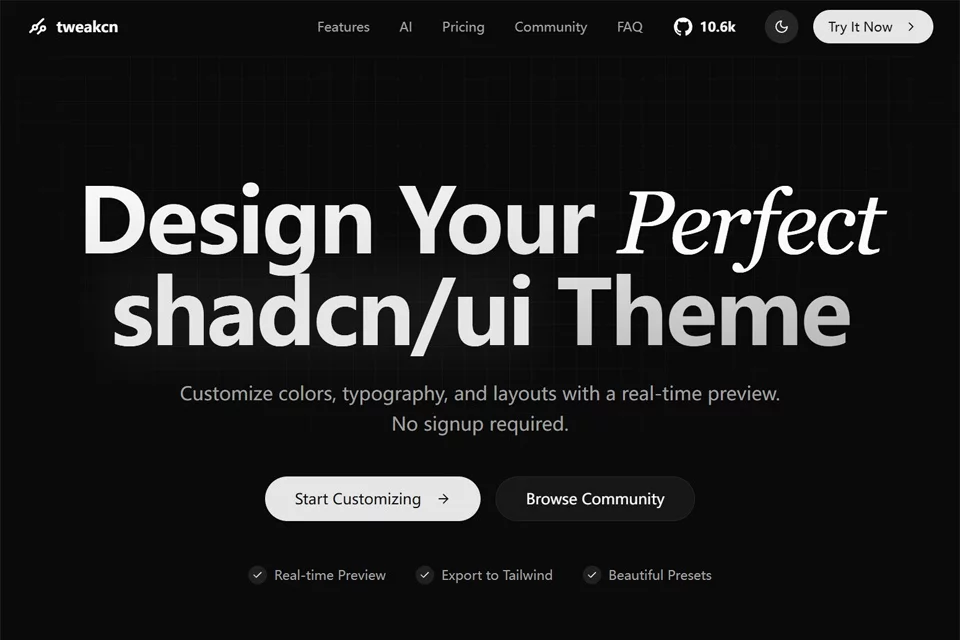 tweakcn
Features AI Pricing Community FAQ 10.6k Try It Now
Design Your Perfect
shadcn/ui Theme
Customize colors, typography, and layouts with a real-time preview.
No signup required.
Start Customizing Browse Community
Real-time Preview Export to Tailwind Beautiful Presets